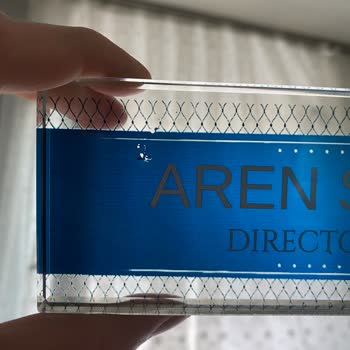 AREN S
DIRECTO